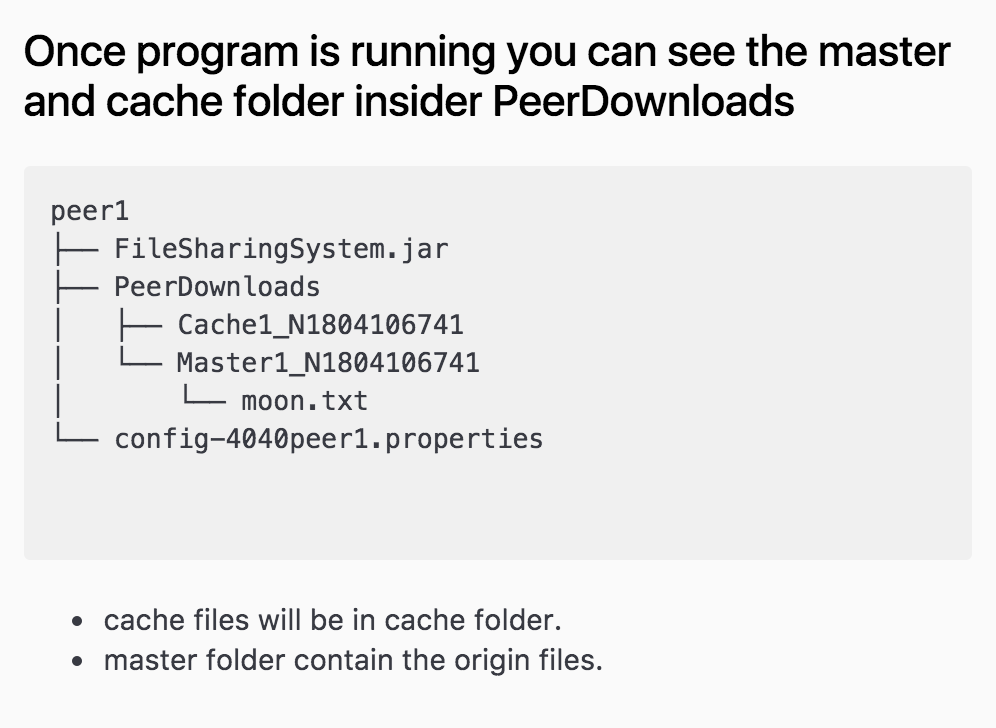 Once program is running you can see the master
and cache folder insider PeerDownloads
peer1
├── FileSharingSystem.jar
├── PeerDownloads
│   ├── Cache1_N1804106741
│   └── Master1_N1804106741
│       └── moon.txt
└── config-4040peer1.properties
• cache files will be in cache folder.
• master folder contain the origin files.